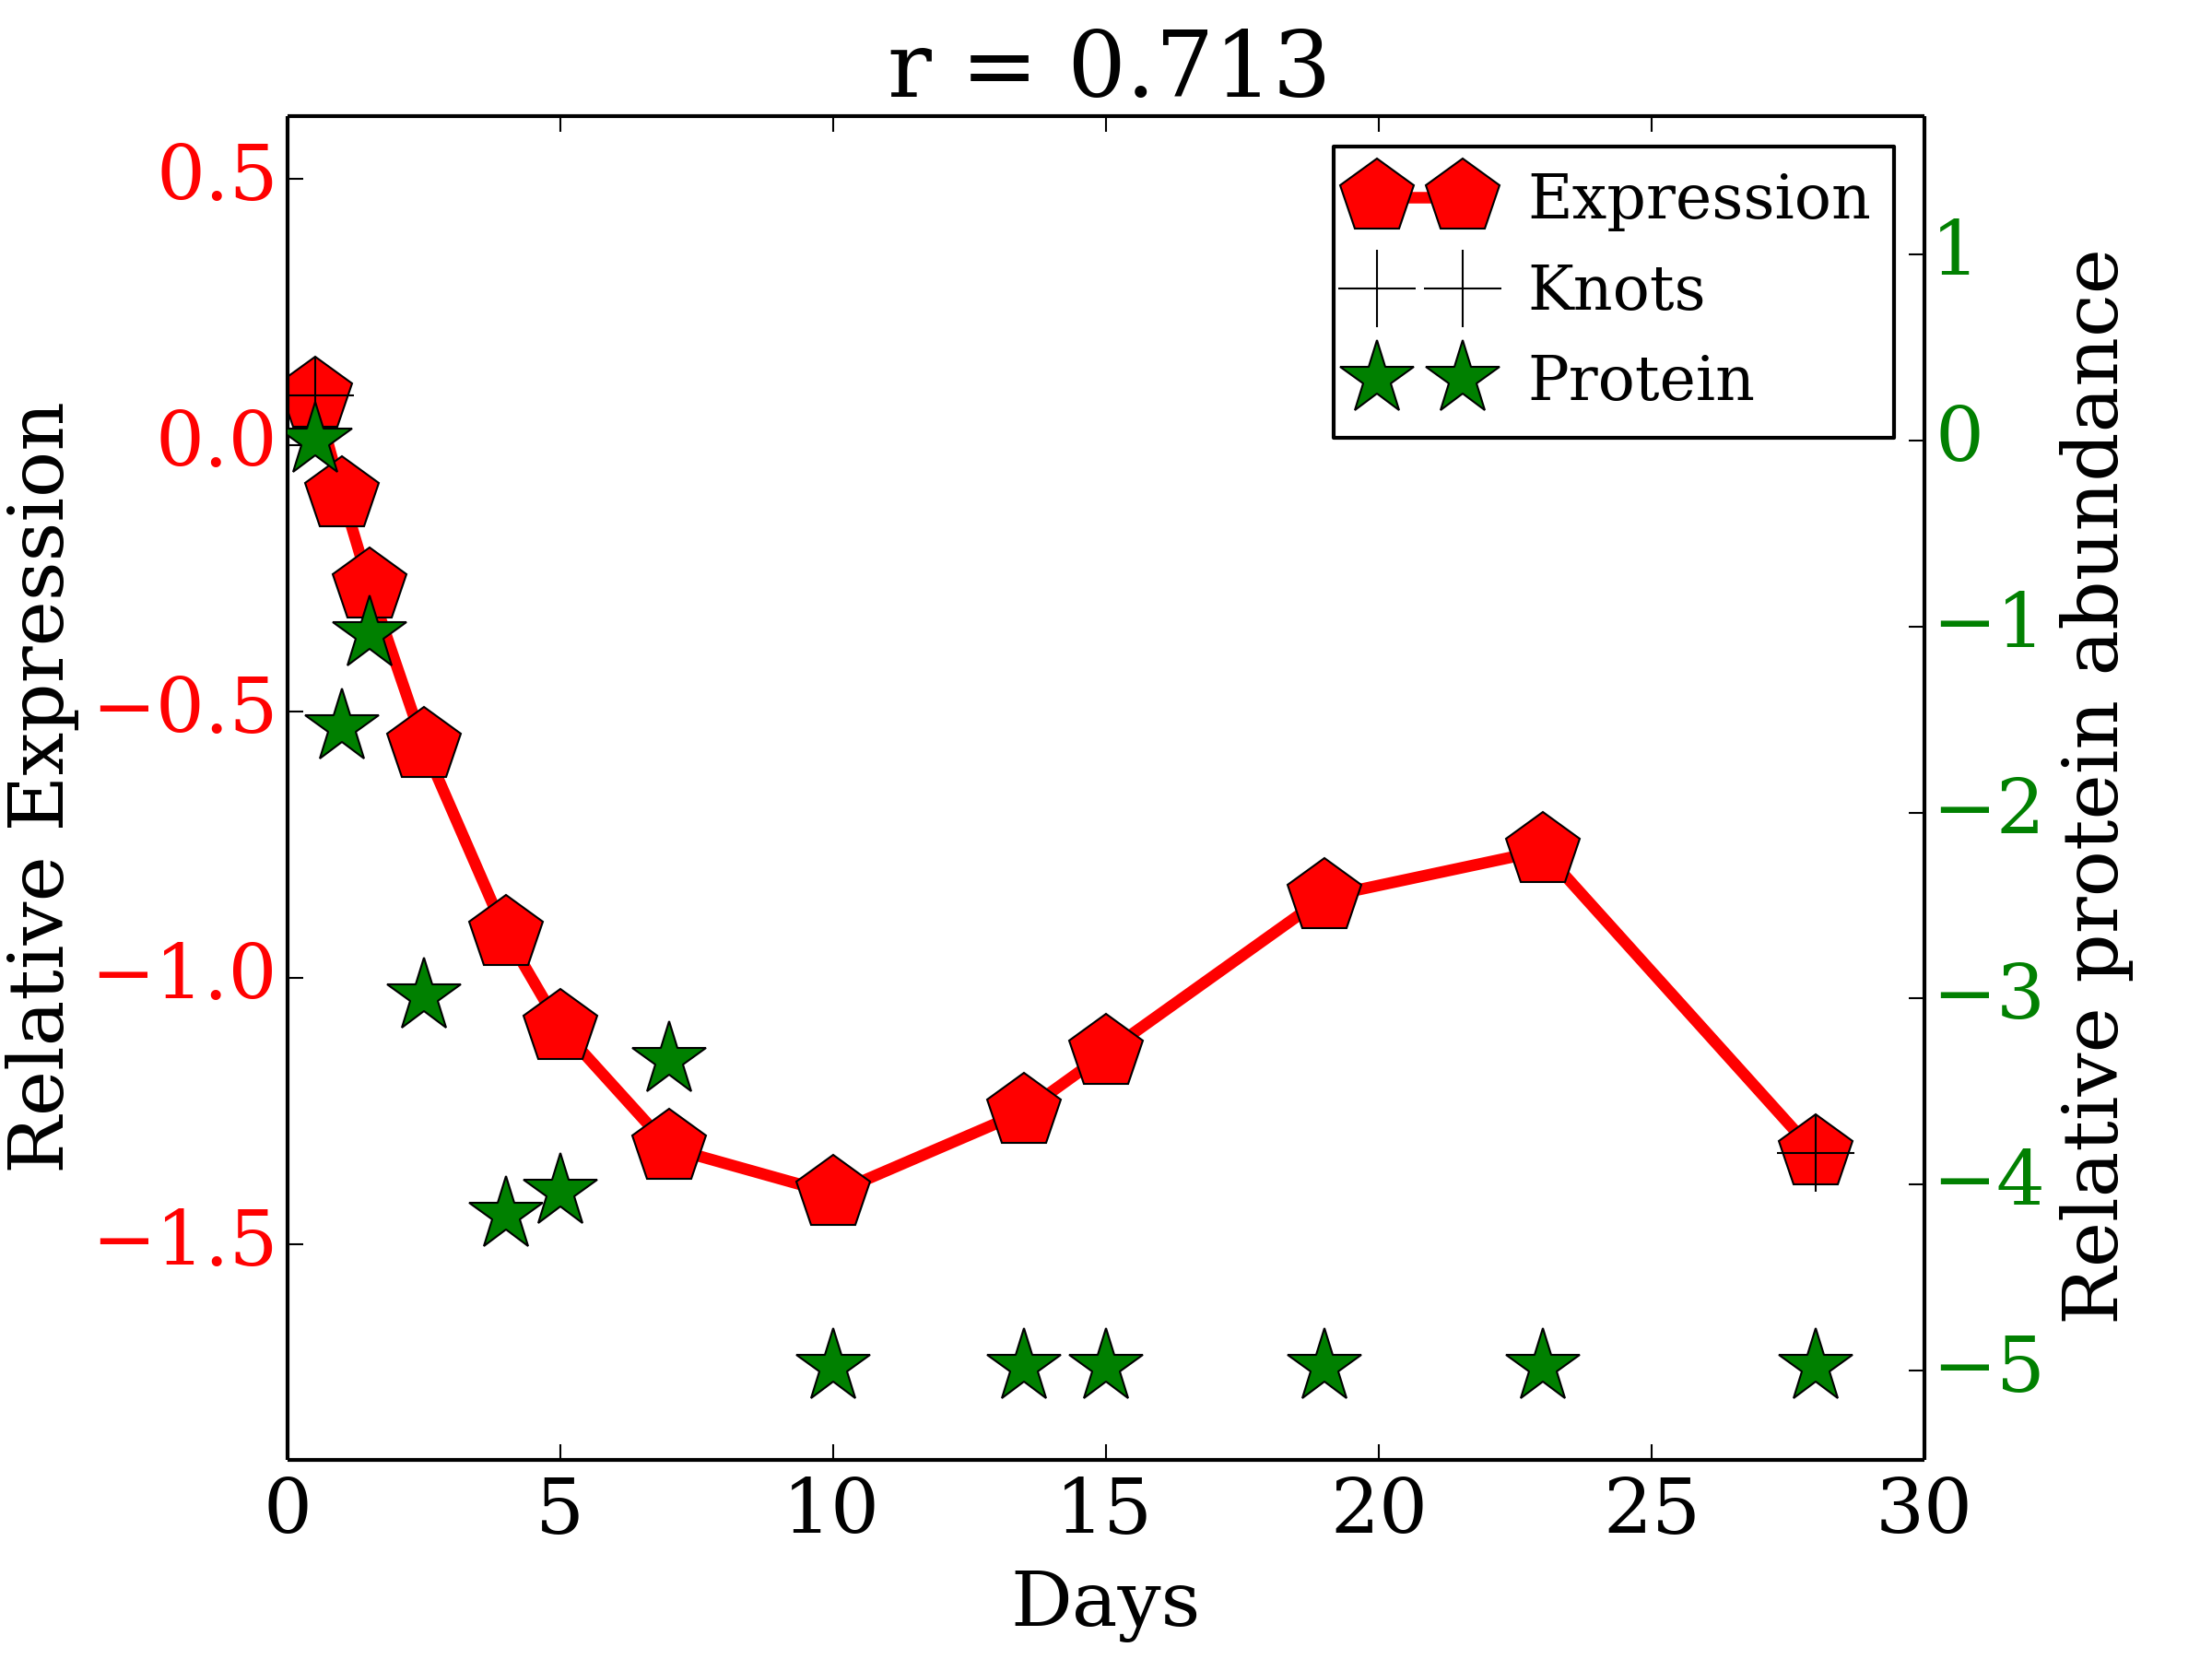 r = 0.713
Expression
Knots
Protein
Relative Expression
0.5
0.0
−0.5
−1.0
−1.5
1
0
−1
−2
−3
−4
−5
Relative protein abundance
0 5 10 15 20 25 30
Days